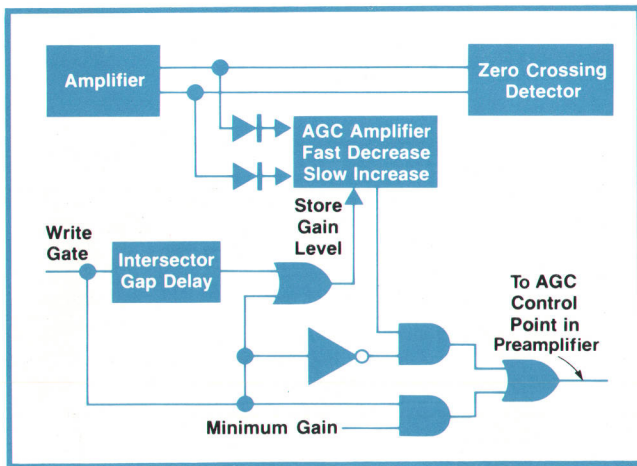 Amplifier
Zero Crossing
Detector
AGC Amplifier
Fast Decrease
Slow Increase
Store
Gain
Level
Write
Gate
Intersector
Gap Delay
To AGC
Control
Point in
Preamplifier
Minimum Gain